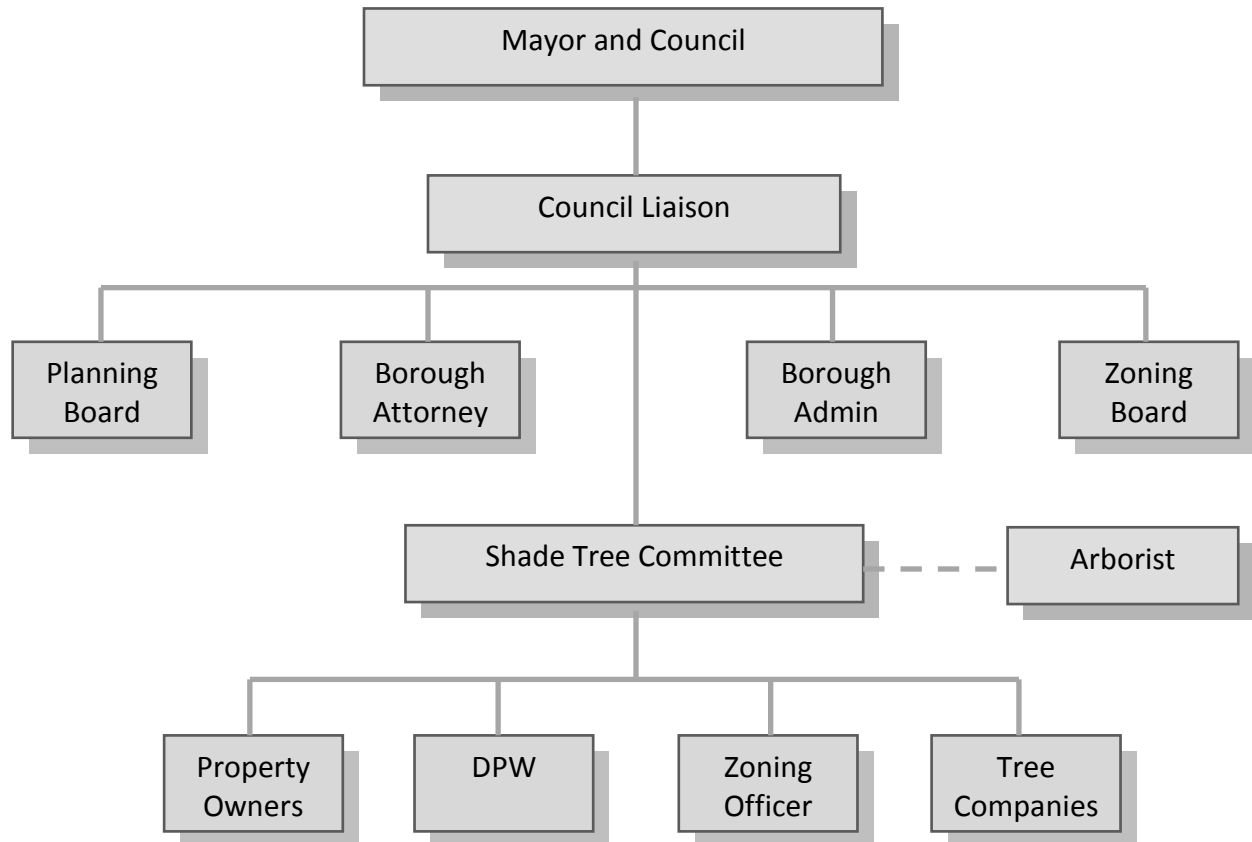 Mayor and Council
Council Liaison
Planning
Board
Borough
Attorney
Borough
Admin
Zoning
Board
Shade Tree Committee
Arborist
Property
Owners
DPW
Zoning
Officer
Tree
Companies